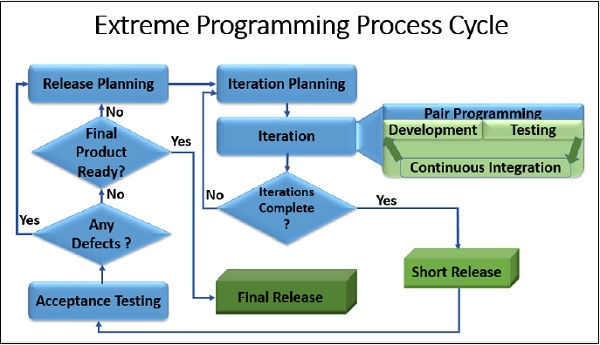 Extreme Programming Process Cycle
Release Planning
Iteration Planning
No
Final
Product
Ready?
Yes
Iteration
Pair Programming
Development
Testing
Continuous Integration
No
Iterations
Complete
?
No
Yes
Yes
Any
Defects ?
Short Release
Acceptance Testing
Final Release